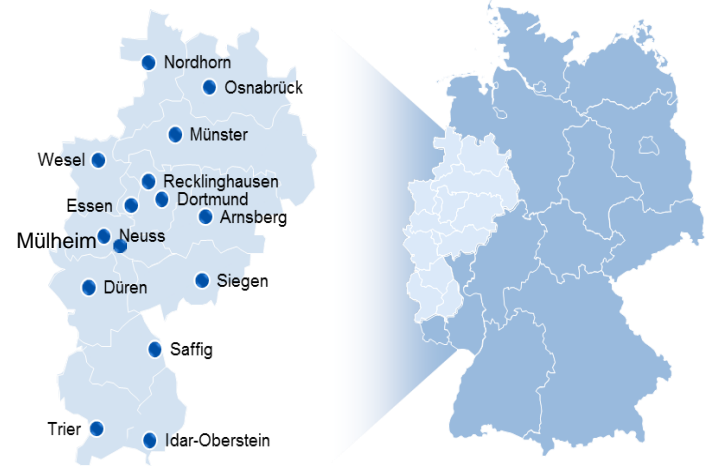 Nordhorn
Osnabrück
Münster
Wesel
Recklinghausen
Dortmund
Essen
Arnsberg
Mülheim
Neuss
Düren
Siegen
Saffig
Trier
Idar-Oberstein